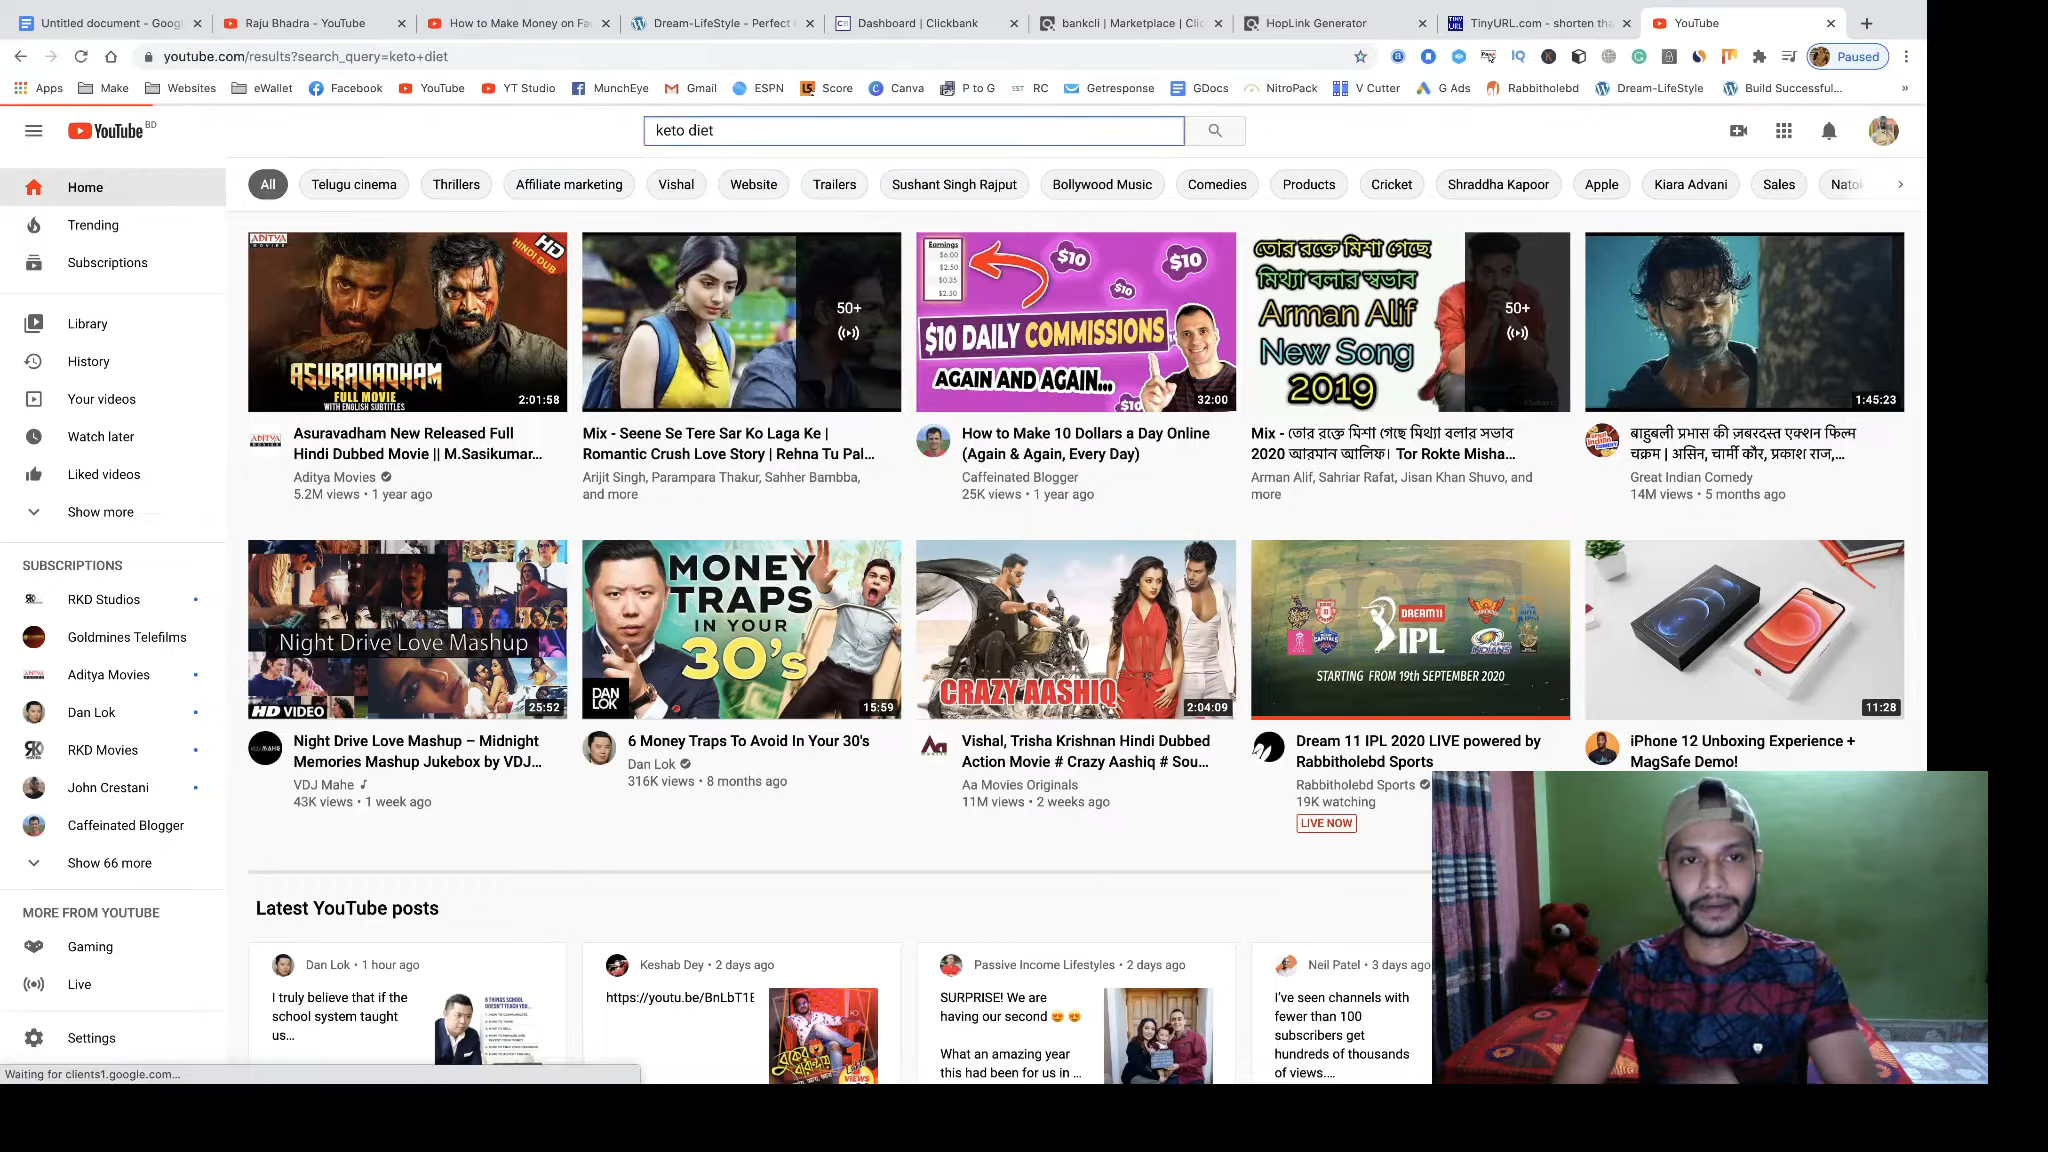 Untitled document - Googl
Raju Bhadra - YouTube
How to Make Money on Fa
Dream-LifeStyle - Perfect
Dashboard | Clickbank
bankcli | Marketplace | Clic
HopLink Generator
TinyURL.com - shorten tha
YouTube
youtube.com/results?search_query=keto+diet
Paused
Apps
Make
Websites
eWallet
Facebook
YouTube
YT Studio
MunchEye
Gmail
ESPN
Score
Canva
P to G
SST
RC
Getresponse
GDocs
NitroPack
V Cutter
G Ads
Rabbitholebd
Dream-LifeStyle
Build Successful...
YouTube BD
keto diet
Home
Trending
Subscriptions
Library
History
Your videos
Watch later
Liked videos
Show more
SUBSCRIPTIONS
RKD Studios
Goldmines Telefilms
Aditya Movies
Dan Lok
RKD Movies
John Crestani
Caffeinated Blogger
Show 66 more
MORE FROM YOUTUBE
Gaming
Live
Settings
Waiting for clients1.google.com...
All
Telugu cinema
Thrillers
Affiliate marketing
Vishal
Website
Trailers
Sushant Singh Rajput
Bollywood Music
Comedies
Products
Cricket
Shraddha Kapoor
Apple
Kiara Advani
Sales
Nato
ADITYA
MOVIES
HD
HINDI DUB
ASURAVADHAM
FULL MOVIE
WITH ENGLISH SUBTITLES
2:01:58
Asuravadham New Released Full
Hindi Dubbed Movie || M.Sasikumar...
Aditya Movies
5.2M views • 1 year ago
50+
Mix - Seene Se Tere Sar Ko Laga Ke |
Romantic Crush Love Story | Rehna Tu Pal...
Arijit Singh, Parampara Thakur, Sahher Bambba,
and more
Earnings
$6.00
$2.50
$0.35
$2.50
$10
$10
$10
$10 DAILY COMMISSIONS
AGAIN AND AGAIN...
$10
32:00
How to Make 10 Dollars a Day Online
(Again & Again, Every Day)
Caffeinated Blogger
25K views • 1 year ago
তোর রক্তে মিশা গেছে
মিথ্যা বলার স্বভাব
Arman Alif
New Song
2019
50+
Mix - তোর রক্তে মিশা গেছে মিথ্যা বলার সভাব
2020 আরমান আলিফ। Tor Rokte Misha...
Arman Alif, Sahriar Rafat, Jisan Khan Shuvo, and
more
1:45:23
बाहुबली प्रभास की ज़बरदस्त एक्शन फिल्म
चक्रम | असिन, चार्मी कौर, प्रकाश राज,...
Great Indian Comedy
14M views • 5 months ago
Night Drive Love Mashup
HD VIDEO
25:52
Night Drive Love Mashup – Midnight
Memories Mashup Jukebox by VDJ...
VDJ Mahe
43K views • 1 week ago
MONEY
TRAPS
IN YOUR
30'S
DAN
LOK
15:59
6 Money Traps To Avoid In Your 30's
Dan Lok
316K views • 8 months ago
CRAZY AASHIQ
2:04:09
Vishal, Trisha Krishnan Hindi Dubbed
Action Movie # Crazy Aashiq # Sou...
Aa Movies Originals
11M views • 2 weeks ago
DREAM11
IPL
STARTING FROM 19th SEPTEMBER 2020
Dream 11 IPL 2020 LIVE powered by
Rabbitholebd Sports
Rabbitholebd Sports
19K watching
LIVE NOW
11:28
iPhone 12 Unboxing Experience +
MagSafe Demo!
Latest YouTube posts
Dan Lok • 1 hour ago
I truly believe that if the
school system taught
us...
Keshab Dey • 2 days ago
https://youtu.be/BnLbT1E
Passive Income Lifestyles • 2 days ago
SURPRISE! We are
having our second 😍 😍
What an amazing year
this had been for us in ...
Neil Patel • 3 days ago
I've seen channels with
fewer than 100
subscribers get
hundreds of thousands
of views....